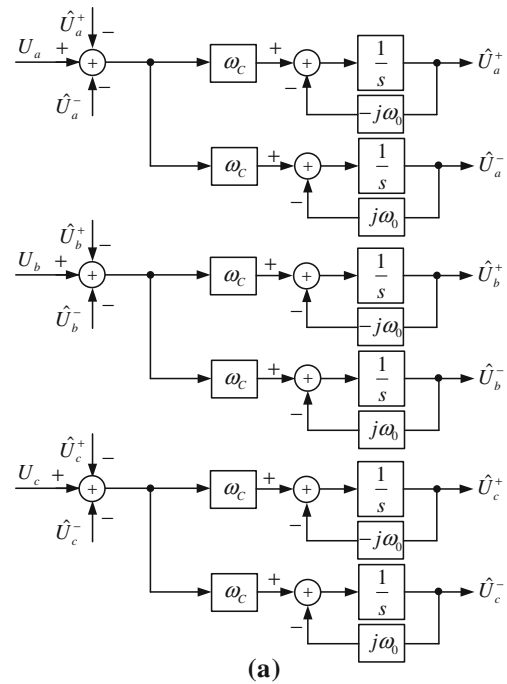 Û_a^+ −
U_a + +
Û_a^- −
ω_C + + 1/s Û_a^+
− −jω_0
ω_C + + 1/s Û_a^-
− jω_0
Û_b^+ −
U_b + +
Û_b^- −
ω_C + + 1/s Û_b^+
− −jω_0
ω_C + + 1/s Û_b^-
− jω_0
Û_c^+ −
U_c + +
Û_c^- −
ω_C + + 1/s Û_c^+
− −jω_0
ω_C + + 1/s Û_c^-
− jω_0
(a)